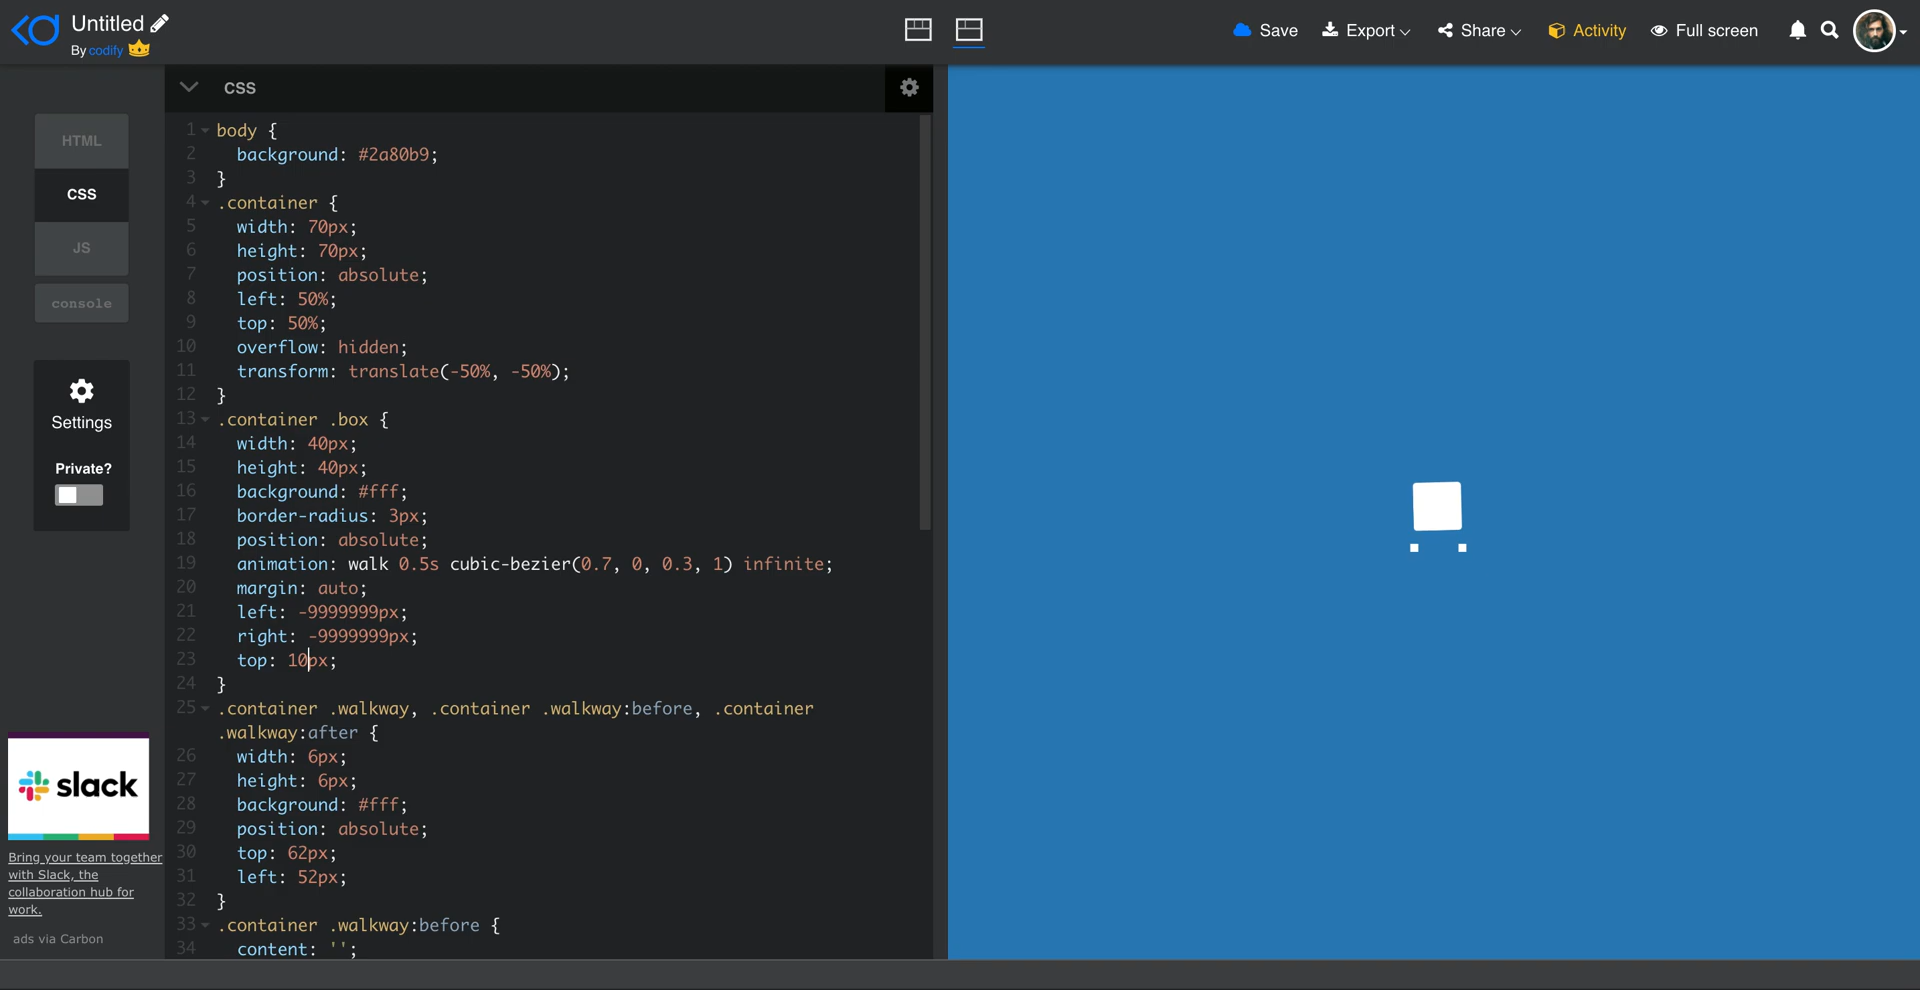 Untitled
By codify
Save
Export
Share
Activity
Full screen
HTML
CSS
JS
console
Settings
Private?
slack
Bring your team together
with Slack, the
collaboration hub for
work.
ads via Carbon
CSS
1 body {
2 background: #2a80b9;
3 }
4 .container {
5 width: 70px;
6 height: 70px;
7 position: absolute;
8 left: 50%;
9 top: 50%;
10 overflow: hidden;
11 transform: translate(-50%, -50%);
12 }
13 .container .box {
14 width: 40px;
15 height: 40px;
16 background: #fff;
17 border-radius: 3px;
18 position: absolute;
19 animation: walk 0.5s cubic-bezier(0.7, 0, 0.3, 1) infinite;
20 margin: auto;
21 left: -9999999px;
22 right: -9999999px;
23 top: 10px;
24 }
25 .container .walkway, .container .walkway:before, .container
.walkway:after {
26 width: 6px;
27 height: 6px;
28 background: #fff;
29 position: absolute;
30 top: 62px;
31 left: 52px;
32 }
33 .container .walkway:before {
34 content: '';